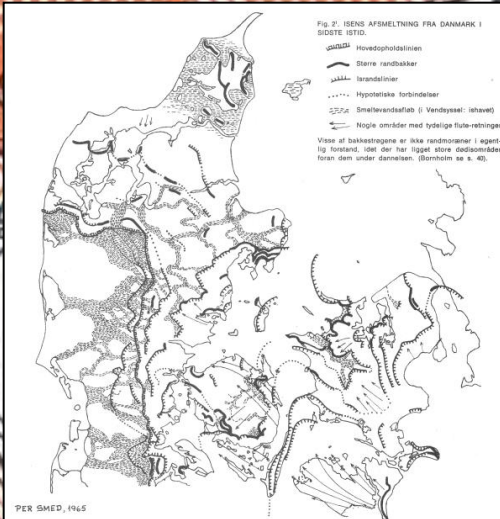 Fig. 2'. ISENS AFSMELTNING FRA DANMARK I
SIDSTE ISTID.
Hovedopholdslinien
Større randbakker
Israndslinier
Hypotetiske forbindelser
Smeltevandsafløb (i Vendsyssel: ishavet)
Nogle områder med tydelige flute-retninger
Visse af bakkestrøgene er ikke randmoræner i egent-
lig forstand, idet der har ligget store dødisområder
foran dem under dannelsen. (Bornholm se s. 40).
PER SMED, 1965